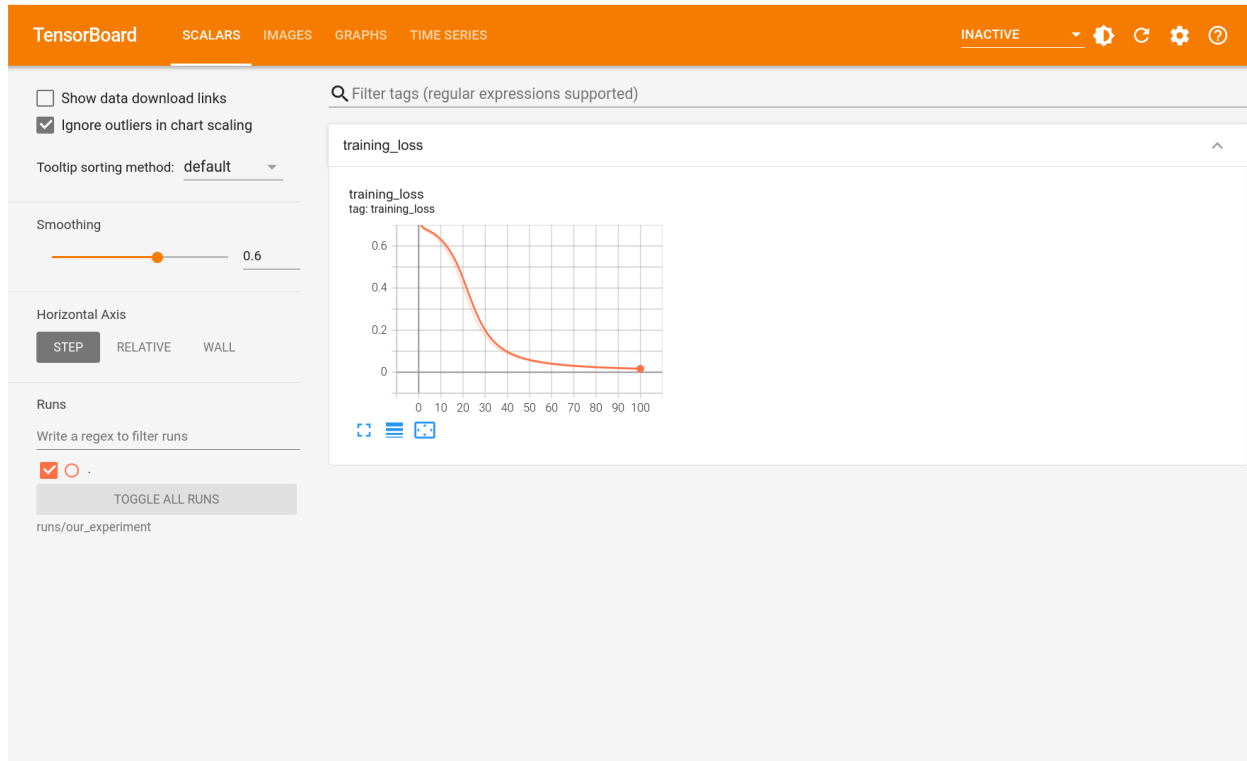 TensorBoard SCALARS IMAGES GRAPHS TIME SERIES INACTIVE
Show data download links
Ignore outliers in chart scaling
Tooltip sorting method: default
Smoothing
0.6
Horizontal Axis
STEP RELATIVE WALL
Runs
Write a regex to filter runs
.
TOGGLE ALL RUNS
runs/our_experiment
Filter tags (regular expressions supported)
training_loss
training_loss
tag: training_loss
0.6
0.4
0.2
0
0 10 20 30 40 50 60 70 80 90 100